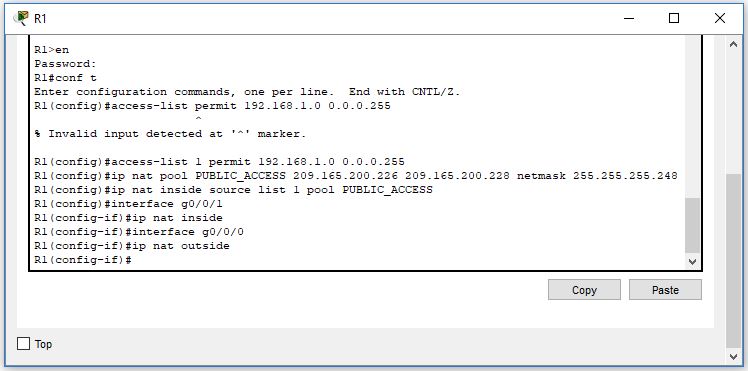 R1
R1>en
Password:
R1#conf t
Enter configuration commands, one per line.  End with CNTL/Z.
R1(config)#access-list permit 192.168.1.0 0.0.0.255
^
% Invalid input detected at '^' marker.
R1(config)#access-list 1 permit 192.168.1.0 0.0.0.255
R1(config)#ip nat pool PUBLIC_ACCESS 209.165.200.226 209.165.200.228 netmask 255.255.255.248
R1(config)#ip nat inside source list 1 pool PUBLIC_ACCESS
R1(config)#interface g0/0/1
R1(config-if)#ip nat inside
R1(config-if)#interface g0/0/0
R1(config-if)#ip nat outside
R1(config-if)#
Copy Paste
Top